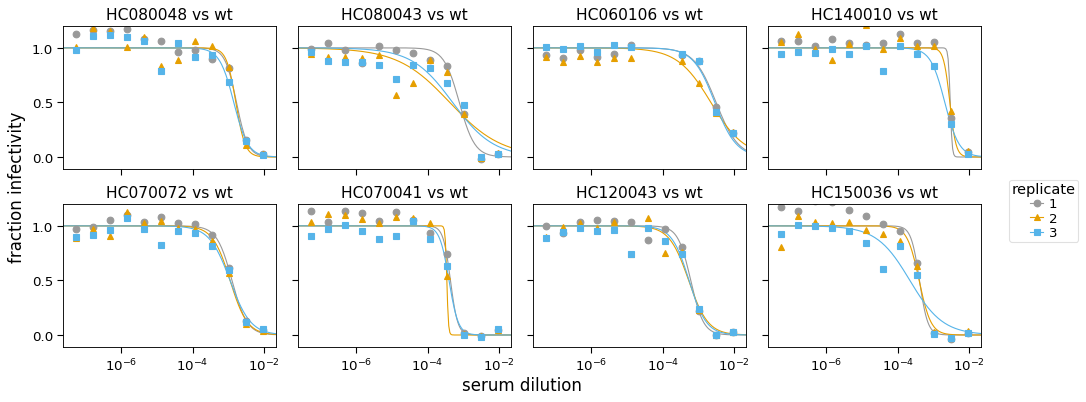 HC080048 vs wt
HC080043 vs wt
HC060106 vs wt
HC140010 vs wt
1.0
0.5
0.0
HC070072 vs wt
HC070041 vs wt
HC120043 vs wt
HC150036 vs wt
1.0
0.5
0.0
fraction infectivity
10⁻⁶ 10⁻⁴ 10⁻²
10⁻⁶ 10⁻⁴ 10⁻²
10⁻⁶ 10⁻⁴ 10⁻²
10⁻⁶ 10⁻⁴ 10⁻²
serum dilution
replicate
1
2
3